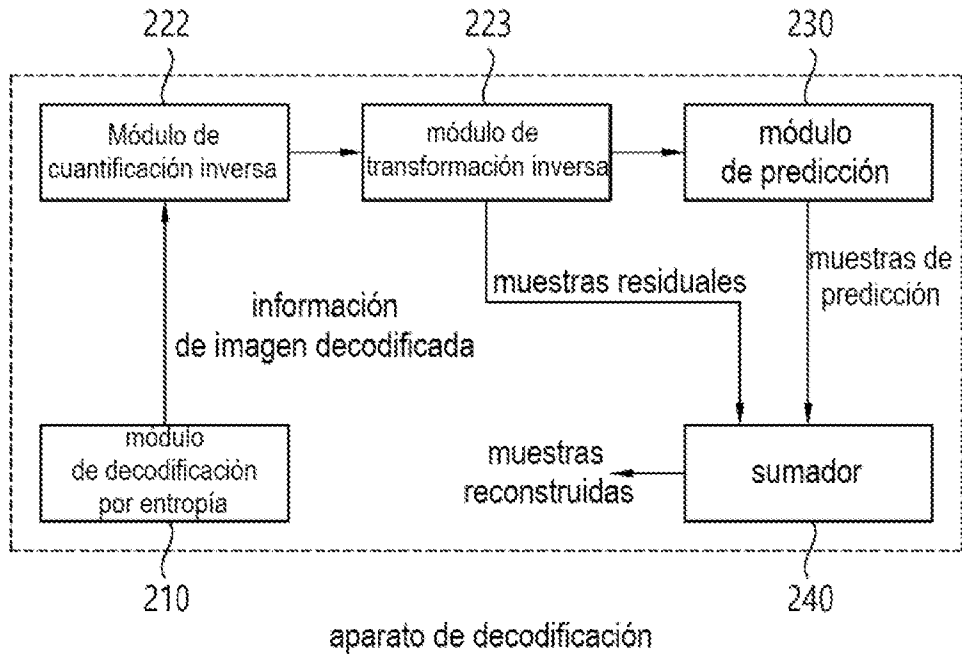 222
223
230
Módulo de
cuantificación inversa
módulo de
transformación inversa
módulo
de predicción
muestras residuales
muestras de
predicción
información
de imagen decodificada
módulo
de decodificación
por entropía
muestras
reconstruidas
sumador
210
240
aparato de decodificación